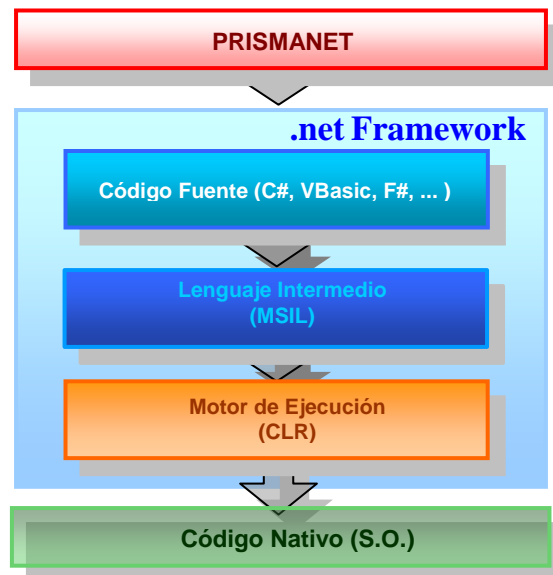 PRISMANET
.net Framework
Código Fuente (C#, VBasic, F#, ... )
Lenguaje Intermedio
(MSIL)
Motor de Ejecución
(CLR)
Código Nativo (S.O.)